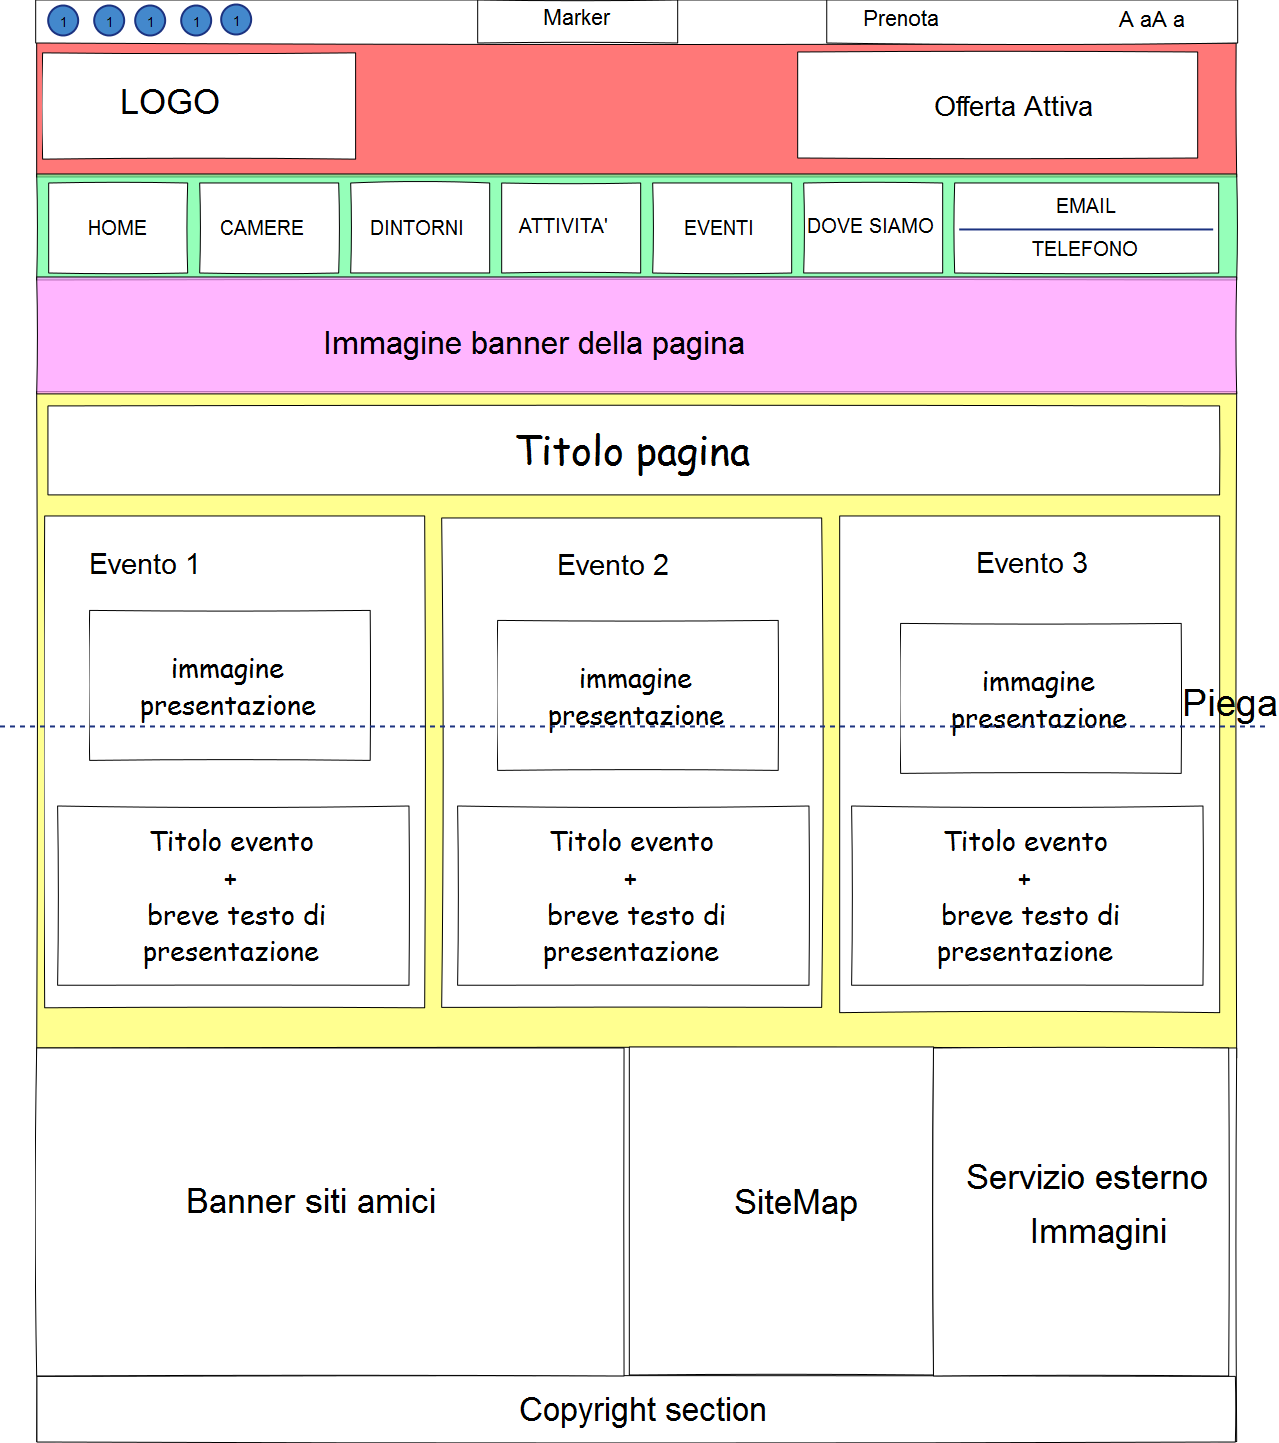 1 1 1 1 1
Marker
Prenota
A aA a
LOGO
Offerta Attiva
HOME
CAMERE
DINTORNI
ATTIVITA'
EVENTI
DOVE SIAMO
EMAIL
TELEFONO
Immagine banner della pagina
Titolo pagina
Evento 1
immagine
presentazione
Titolo evento
+
breve testo di
presentazione
Evento 2
immagine
presentazione
Titolo evento
+
breve testo di
presentazione
Evento 3
immagine
presentazione
Titolo evento
+
breve testo di
presentazione
Piega
Banner siti amici
SiteMap
Servizio esterno
Immagini
Copyright section